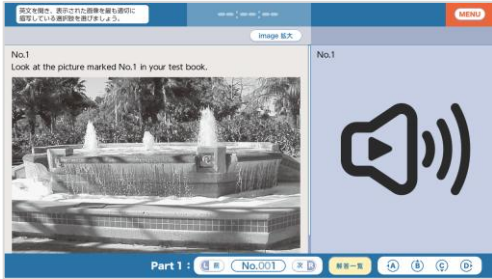 英文を聞き、表示された画像を最も適切に
描写している選択肢を選びましょう。
--:--:--
MENU
image 拡大
No.1
Look at the picture marked No.1 in your test book.
No.1
Part 1 : L 前 No.001 次 R 解答一覧 A B C D